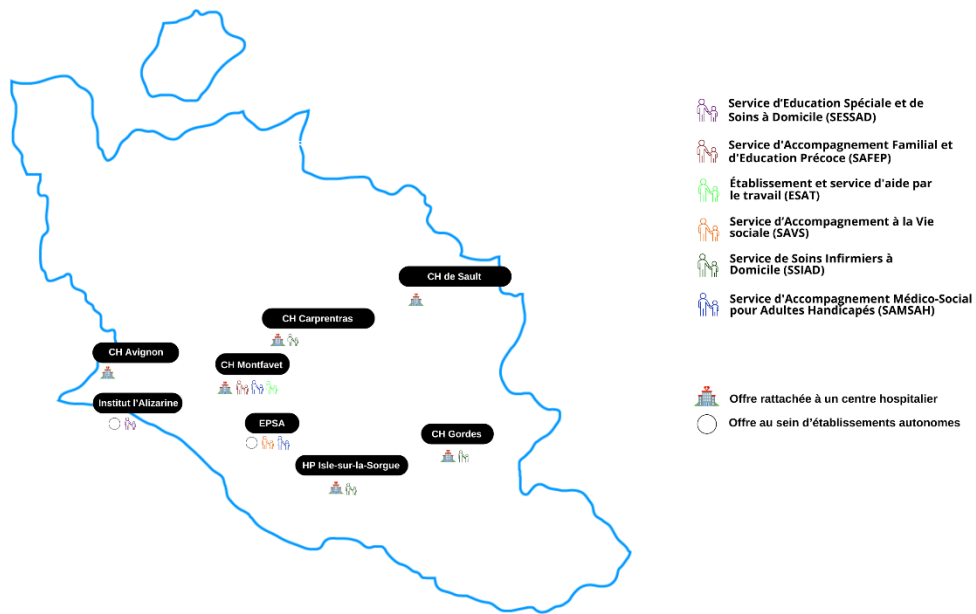 Service d'Education Spéciale et de
Soins à Domicile (SESSAD)
Service d'Accompagnement Familial et
d'Education Précoce (SAFEP)
Établissement et service d'aide par
le travail (ESAT)
Service d'Accompagnement à la Vie
sociale (SAVS)
Service de Soins Infirmiers à
Domicile (SSIAD)
Service d'Accompagnement Médico-Social
pour Adultes Handicapés (SAMSAH)
CH de Sault
CH Carprentras
CH Avignon
CH Montfavet
Institut l'Alizarine
EPSA
CH Gordes
HP Isle-sur-la-Sorgue
Offre rattachée à un centre hospitalier
Offre au sein d'établissements autonomes